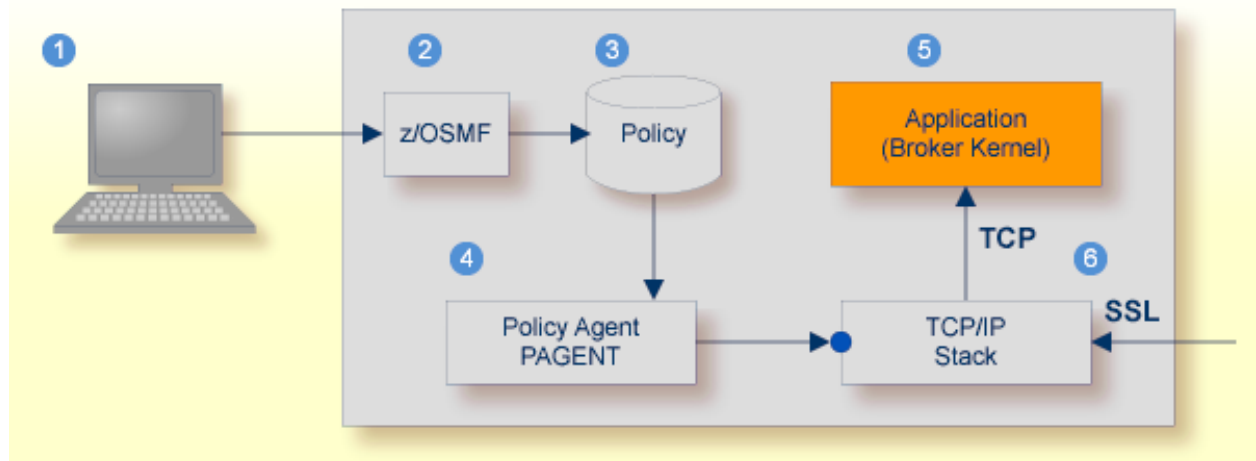 1
2
3
5
z/OSMF
Policy
Application
(Broker Kernel)
TCP
4
6
SSL
Policy Agent
PAGENT
TCP/IP
Stack